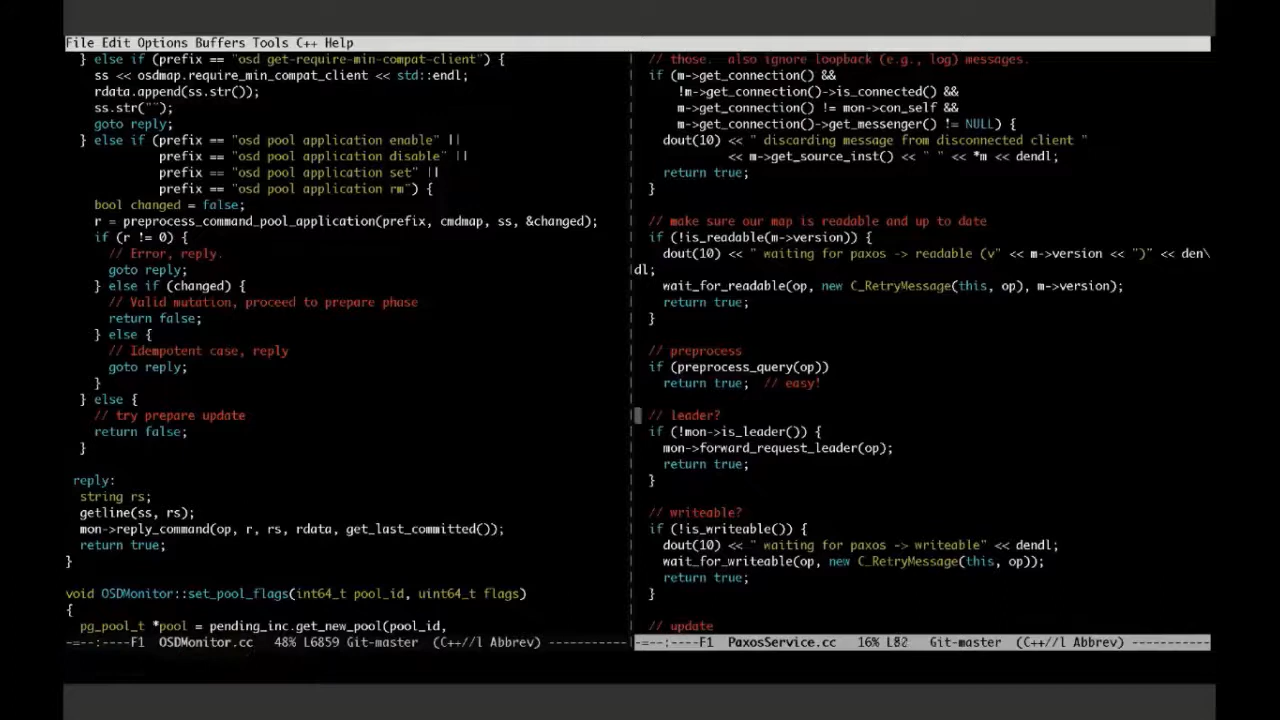 File Edit Options Buffers Tools C++ Help
  } else if (prefix == "osd get-require-min-compat-client") {
    ss << osdmap.require_min_compat_client << std::endl;
    rdata.append(ss.str());
    ss.str("");
    goto reply;
  } else if (prefix == "osd pool application enable" ||
             prefix == "osd pool application disable" ||
             prefix == "osd pool application set" ||
             prefix == "osd pool application rm") {
    bool changed = false;
    r = preprocess_command_pool_application(prefix, cmdmap, ss, &changed);
    if (r != 0) {
      // Error, reply.
      goto reply;
    } else if (changed) {
      // Valid mutation, proceed to prepare phase
      return false;
    } else {
      // Idempotent case, reply
      goto reply;
    }
  } else {
    // try prepare update
    return false;
  }
 reply:
  string rs;
  getline(ss, rs);
  mon->reply_command(op, r, rs, rdata, get_last_committed());
  return true;
}
void OSDMonitor::set_pool_flags(int64_t pool_id, uint64_t flags)
{
  pg_pool_t *pool = pending_inc.get_new_pool(pool_id,
-=--:----F1  OSDMonitor.cc   48% L6859 Git-master  (C++//l Abbrev) -----------
  // those.  also ignore loopback (e.g., log) messages.
  if (m->get_connection() &&
      !m->get_connection()->is_connected() &&
      m->get_connection() != mon->con_self &&
      m->get_connection()->get_messenger() != NULL) {
    dout(10) << " discarding message from disconnected client "
             << m->get_source_inst() << " " << *m << dendl;
    return true;
  }
  // make sure our map is readable and up to date
  if (!is_readable(m->version)) {
    dout(10) << " waiting for paxos -> readable (v" << m->version << ")" << den\
dl;
    wait_for_readable(op, new C_RetryMessage(this, op), m->version);
    return true;
  }
  // preprocess
  if (preprocess_query(op))
    return true;  // easy!
  // leader?
  if (!mon->is_leader()) {
    mon->forward_request_leader(op);
    return true;
  }
  // writeable?
  if (!is_writeable()) {
    dout(10) << " waiting for paxos -> writeable" << dendl;
    wait_for_writeable(op, new C_RetryMessage(this, op));
    return true;
  }
  // update
-=--:----F1  PaxosService.cc   16% L82   Git-master  (C++//l Abbrev) ------------